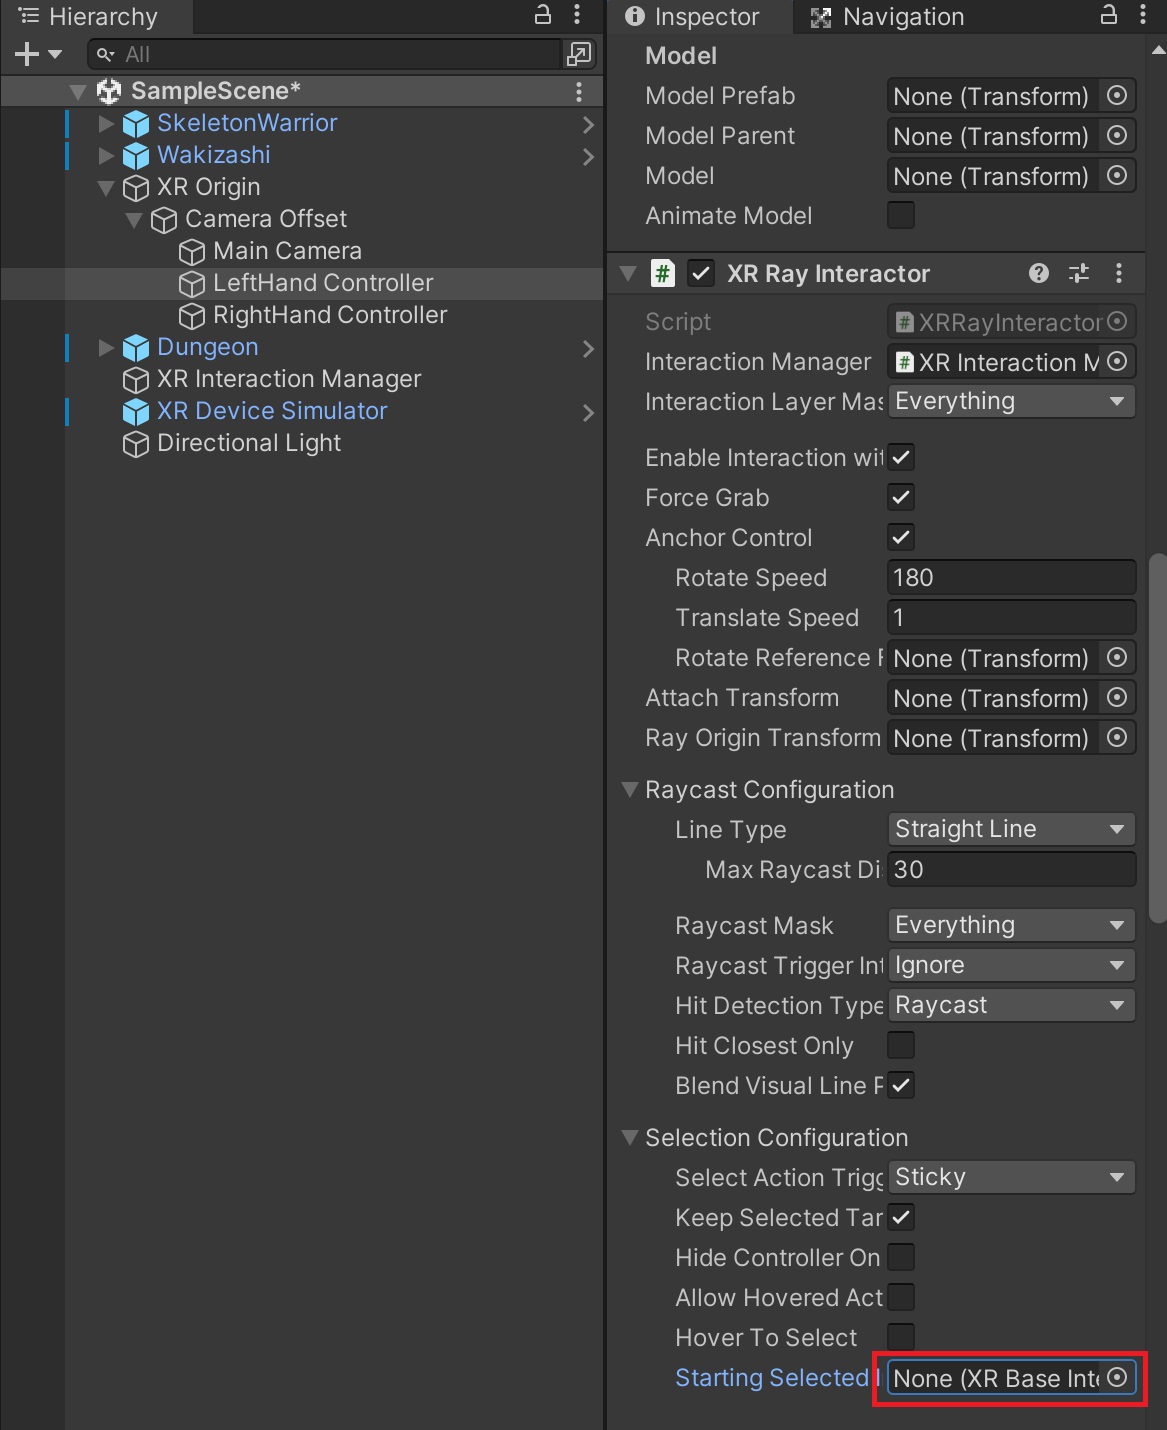 Hierarchy
All
SampleScene*
SkeletonWarrior
Wakizashi
XR Origin
Camera Offset
Main Camera
LeftHand Controller
RightHand Controller
Dungeon
XR Interaction Manager
XR Device Simulator
Directional Light
Inspector
Navigation
Model
Model Prefab None (Transform)
Model Parent None (Transform)
Model None (Transform)
Animate Model
# XR Ray Interactor
Script # XRRayInteractor
Interaction Manager # XR Interaction M
Interaction Layer Mas Everything
Enable Interaction wit
Force Grab
Anchor Control
Rotate Speed 180
Translate Speed 1
Rotate Reference F None (Transform)
Attach Transform None (Transform)
Ray Origin Transform None (Transform)
Raycast Configuration
Line Type Straight Line
Max Raycast Di 30
Raycast Mask Everything
Raycast Trigger Int Ignore
Hit Detection Type Raycast
Hit Closest Only
Blend Visual Line P
Selection Configuration
Select Action Trigg Sticky
Keep Selected Tar
Hide Controller On
Allow Hovered Act
Hover To Select
Starting Selected I None (XR Base Inte